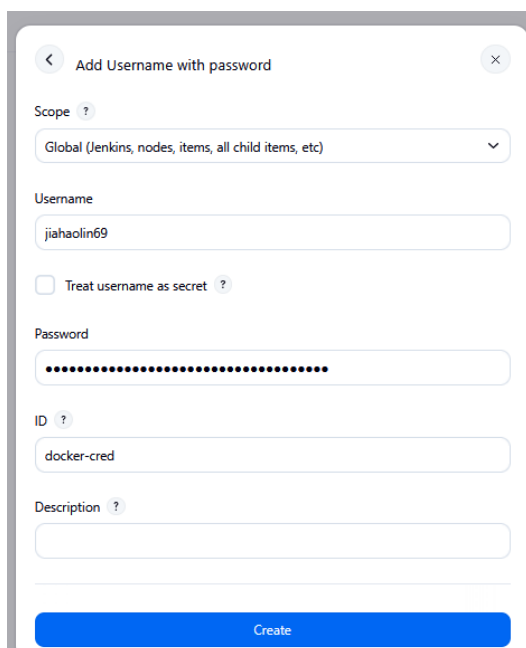 Add Username with password
Scope ?
Global (Jenkins, nodes, items, all child items, etc)
Username
jiahaolin69
Treat username as secret ?
Password
••••••••••••••••••••••••••••••••••••
ID ?
docker-cred
Description ?
Create